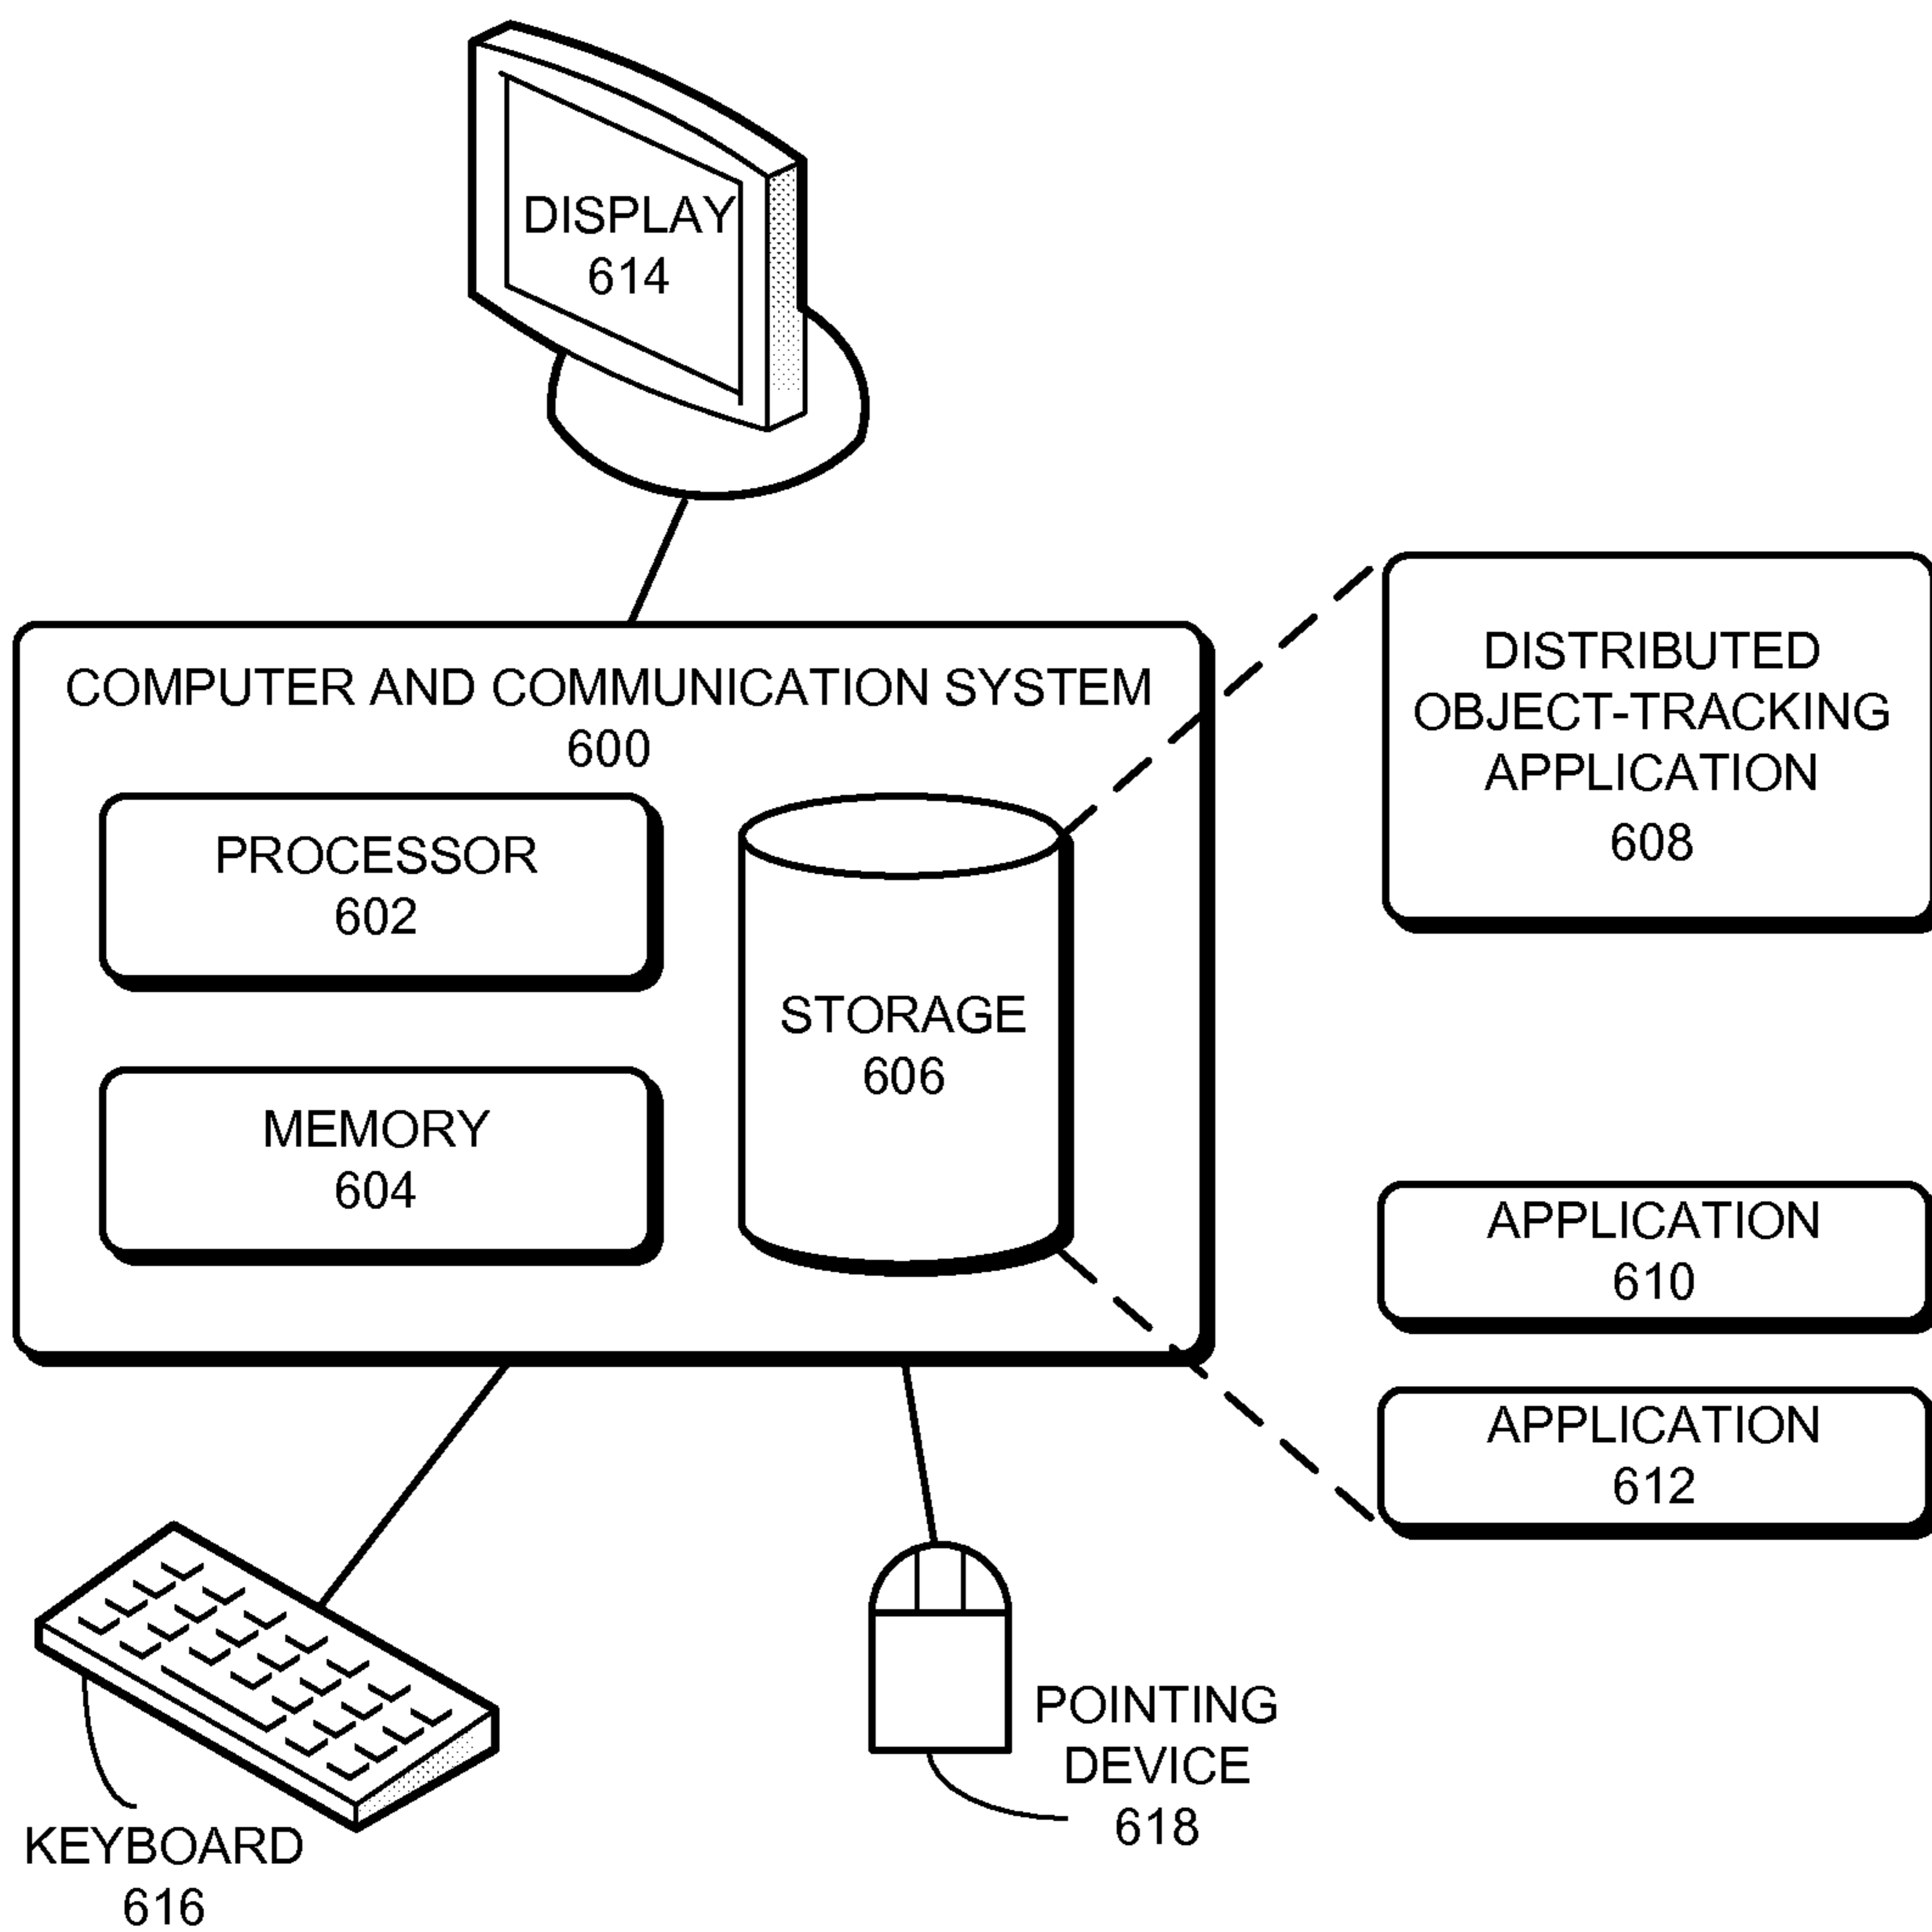 DISPLAY
614
COMPUTER AND COMMUNICATION SYSTEM
600
PROCESSOR
602
MEMORY
604
STORAGE
606
DISTRIBUTED
OBJECT-TRACKING
APPLICATION
608
APPLICATION
610
APPLICATION
612
KEYBOARD
616
POINTING
DEVICE
618